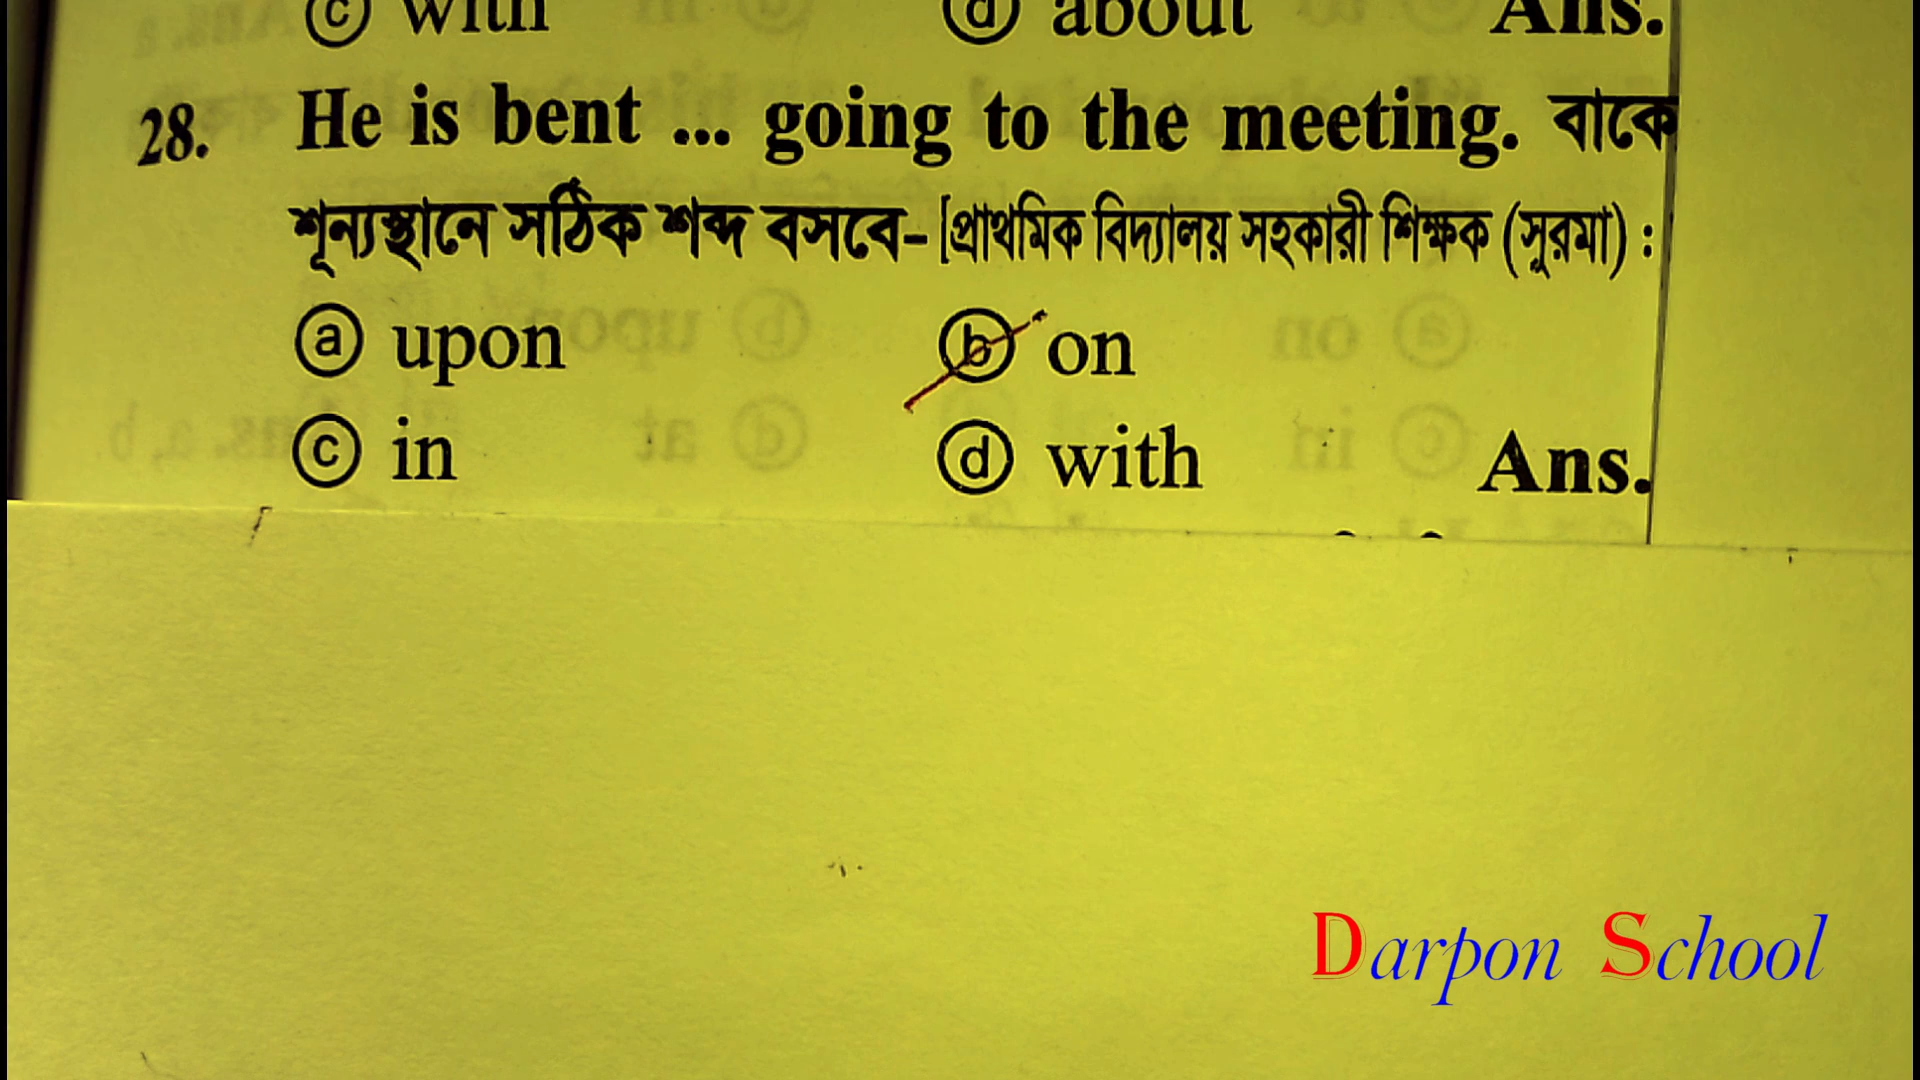 ⓒ with ⓓ about Ans.
28. He is bent ... going to the meeting. বাকে
শূন্যস্থানে সঠিক শব্দ বসবে– [প্রাথমিক বিদ্যালয় সহকারী শিক্ষক (সুরমা) :
ⓐ upon ⓑ on
ⓒ in ⓓ with Ans.
Darpon School